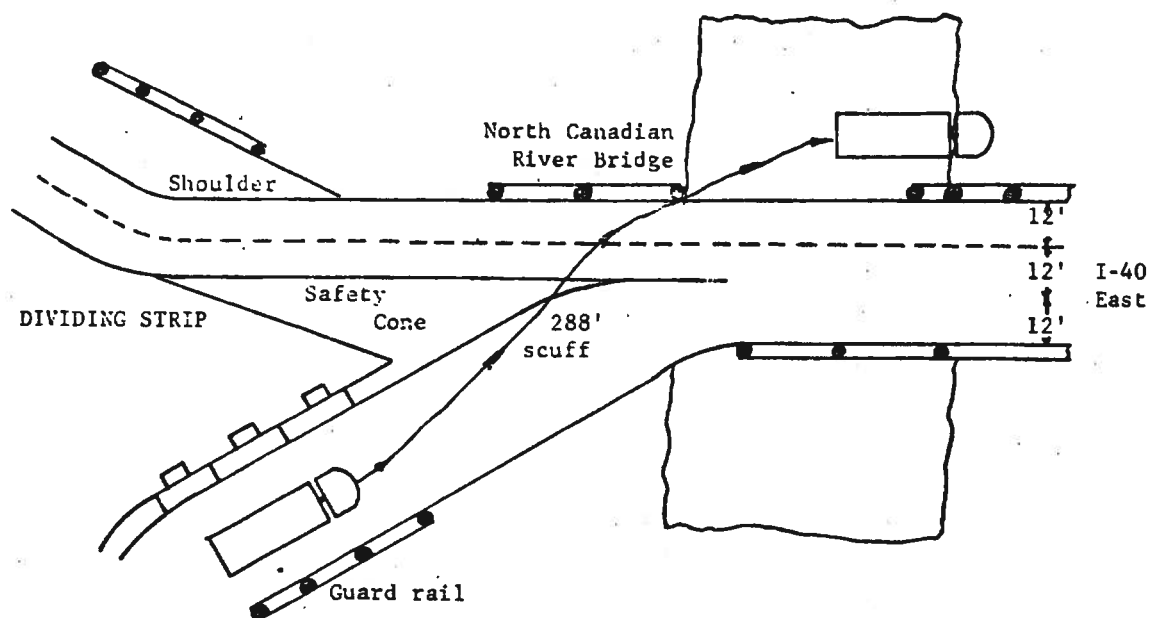 North Canadian
River Bridge
Shoulder
12'
12'
I-40
East
12'
Safety
Cone
DIVIDING STRIP
288'
scuff
Guard rail